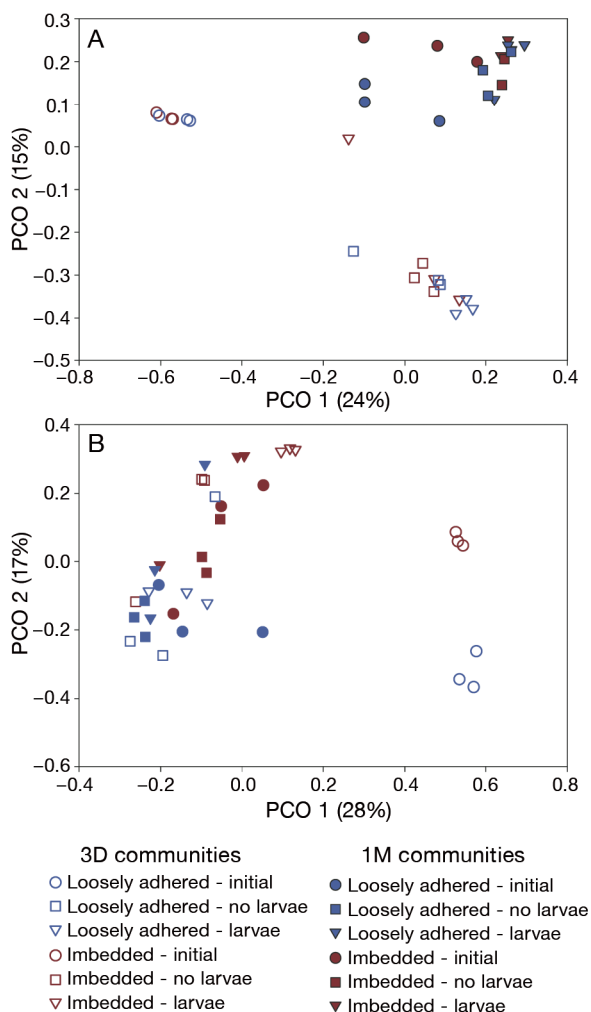 A
0.3
0.2
0.1
0.0
−0.1
−0.2
−0.3
−0.4
−0.5
PCO 2 (15%)
−0.8 −0.6 −0.4 −0.2 0.0 0.2 0.4
PCO 1 (24%)
B
0.4
0.2
0.0
−0.2
−0.4
−0.6
PCO 2 (17%)
−0.4 −0.2 0.0 0.2 0.4 0.6 0.8
PCO 1 (28%)
3D communities
Loosely adhered - initial
Loosely adhered - no larvae
Loosely adhered - larvae
Imbedded - initial
Imbedded - no larvae
Imbedded - larvae
1M communities
Loosely adhered - initial
Loosely adhered - no larvae
Loosely adhered - larvae
Imbedded - initial
Imbedded - no larvae
Imbedded - larvae